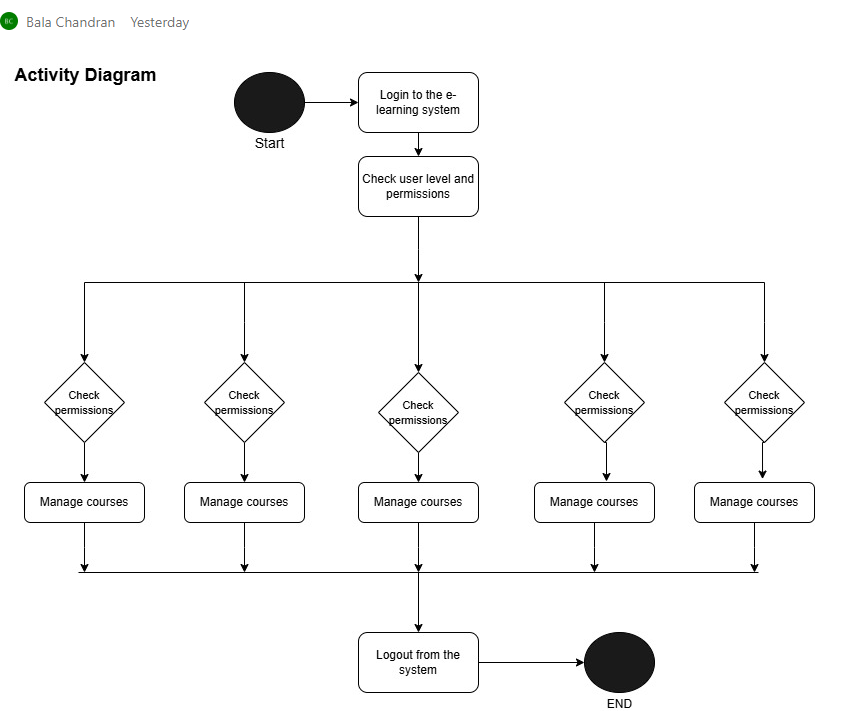 BC Bala Chandran Yesterday
Activity Diagram
Login to the e-
learning system
Start
Check user level and
permissions
Check
permissions
Check
permissions
Check
permissions
Check
permissions
Check
permissions
Manage courses
Manage courses
Manage courses
Manage courses
Manage courses
Logout from the
system
END